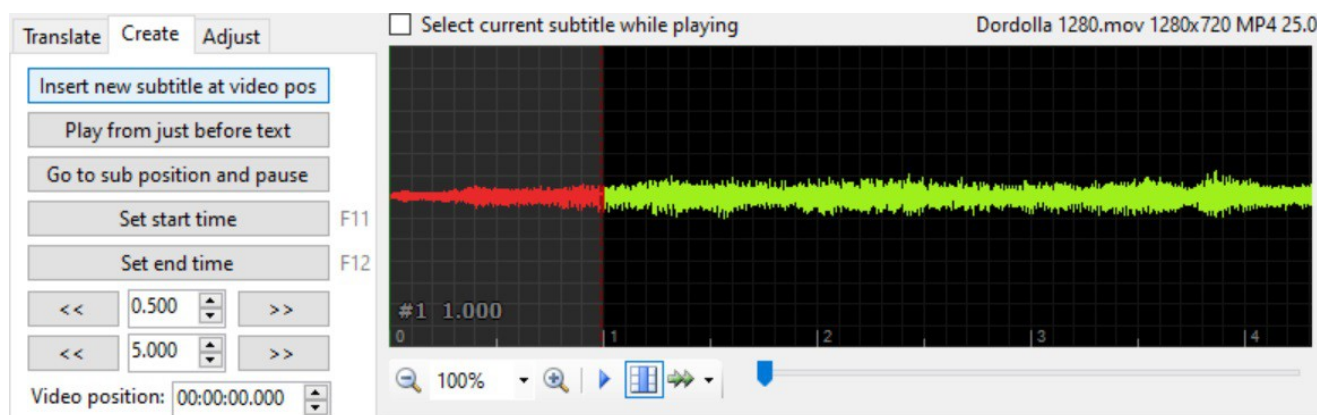 Translate Create Adjust
Insert new subtitle at video pos
Play from just before text
Go to sub position and pause
Set start time F11
Set end time F12
<< 0.500 >>
<< 5.000 >>
Video position: 00:00:00.000
Select current subtitle while playing Dordolla 1280.mov 1280x720 MP4 25.0
#1 1.000
0 1 2 3 4
100%